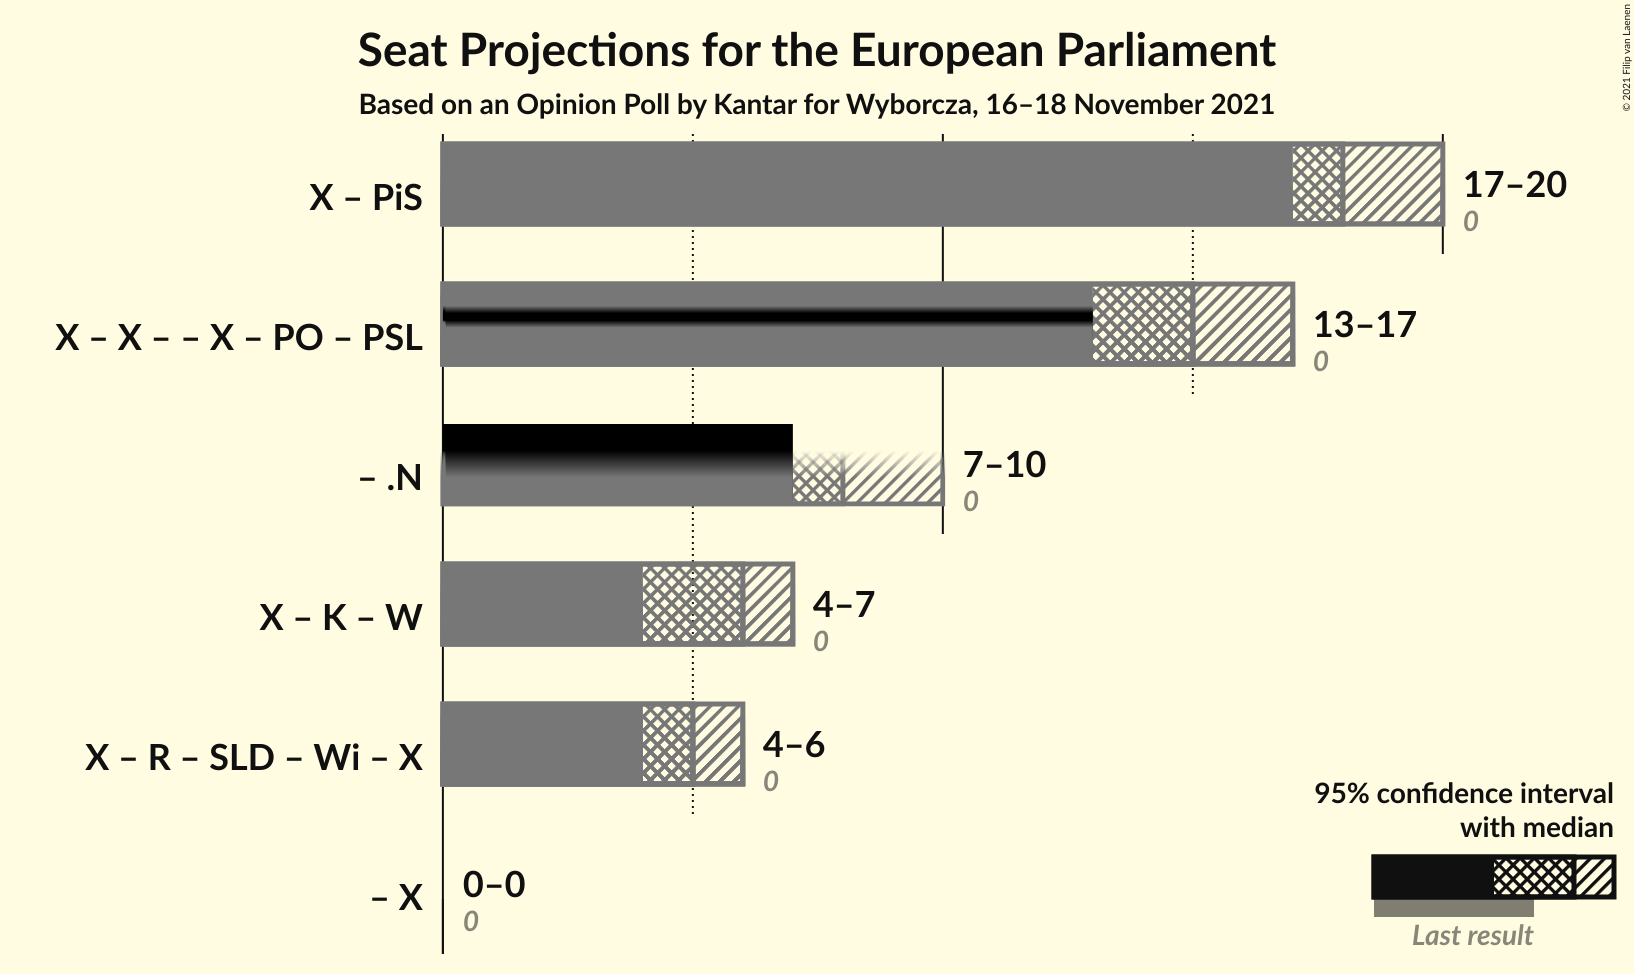 Seat Projections for the European Parliament
Based on an Opinion Poll by Kantar for Wyborcza, 16–18 November 2021
© 2021 Filip van Laenen
X – PiS
17–20
0
X – X – – X – PO – PSL
13–17
0
– .N
7–10
0
X – K – W
4–7
0
X – R – SLD – Wi – X
4–6
0
– X
0–0
0
95% confidence interval
with median
Last result